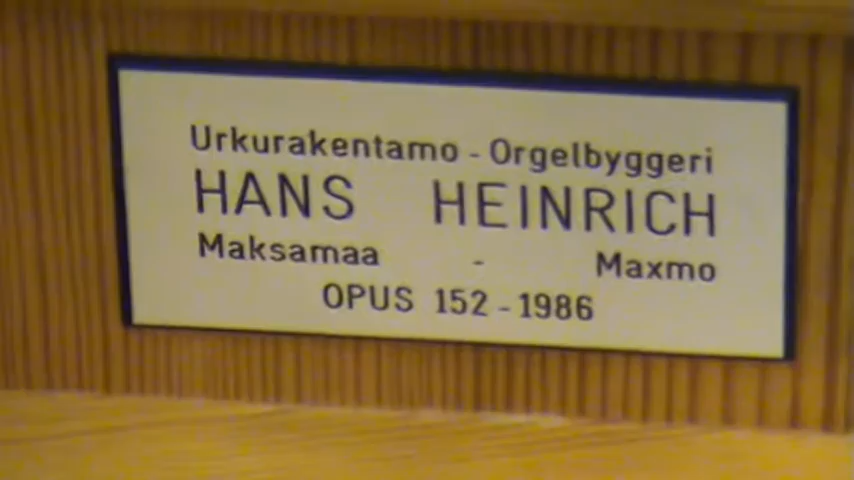 Urkurakentamo - Orgelbyggeri
HANS HEINRICH
Maksamaa - Maxmo
OPUS 152 - 1986